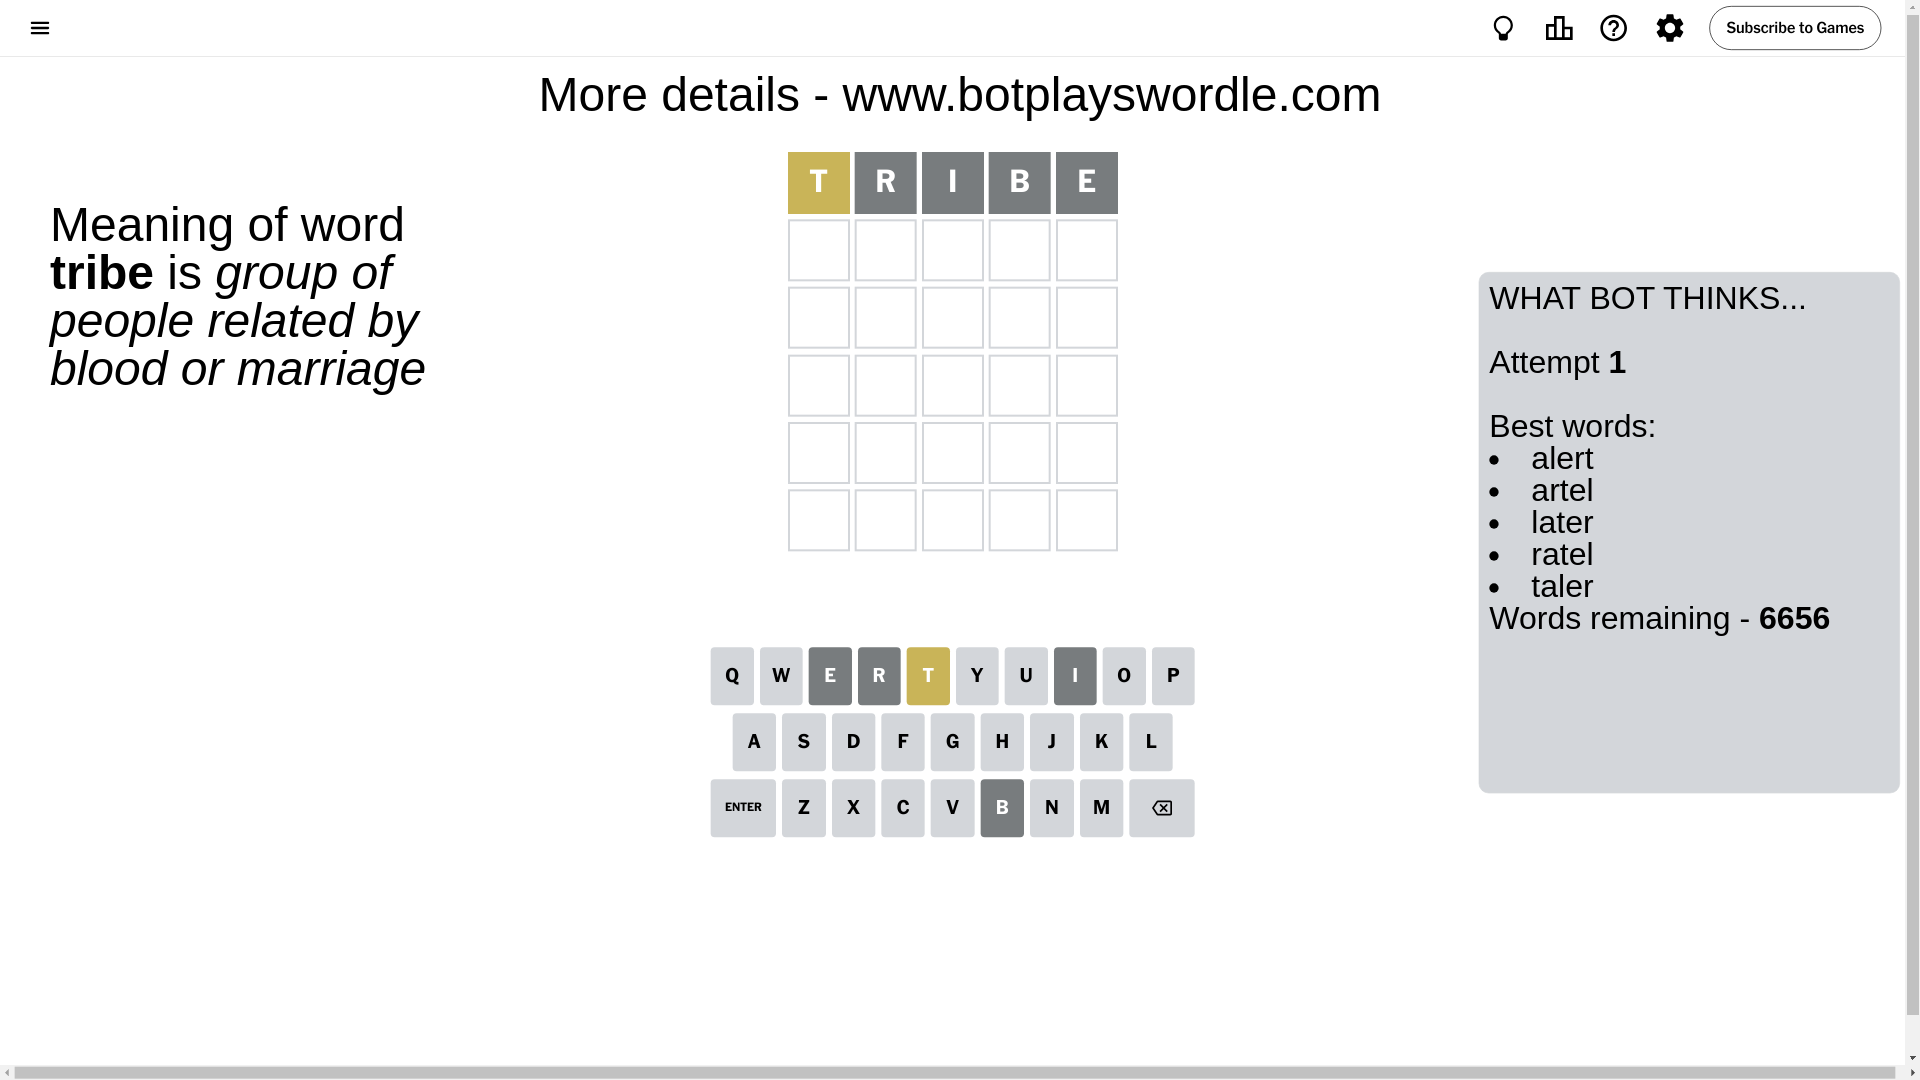 Subscribe to Games
More details - www.botplayswordle.com
T R I B E
Meaning of word
tribe is group of
people related by
blood or marriage
WHAT BOT THINKS...
Attempt 1
Best words:
• alert
• artel
• later
• ratel
• taler
Words remaining - 6656
Q W E R T Y U I O P
A S D F G H J K L
ENTER Z X C V B N M